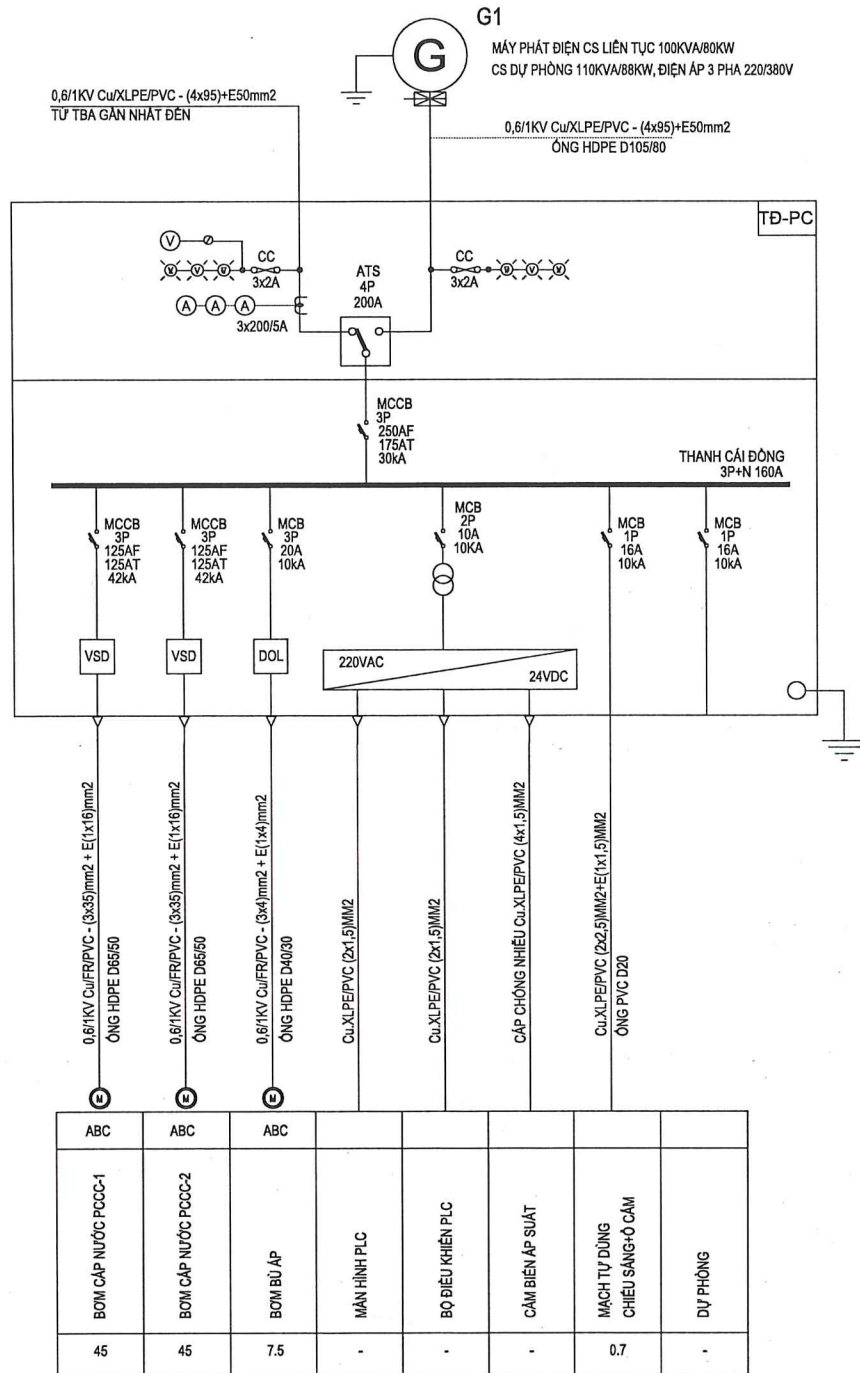 G1
G
MÁY PHÁT ĐIỆN CS LIÊN TỤC 100KVA/80KW
CS DỰ PHÒNG 110KVA/88KW, ĐIỆN ÁP 3 PHA 220/380V
0,6/1KV Cu/XLPE/PVC - (4x95)+E50mm2
TỪ TBA GẦN NHẤT ĐẾN
0,6/1KV Cu/XLPE/PVC - (4x95)+E50mm2
ỐNG HDPE D105/80
TĐ-PC
V
CC
3x2A
A A A
3x200/5A
ATS
4P
200A
CC
3x2A
MCCB
3P
250AF
175AT
30kA
THANH CÁI ĐỒNG
3P+N 160A
MCCB
3P
125AF
125AT
42kA
MCCB
3P
125AF
125AT
42kA
MCB
3P
20A
10kA
MCB
2P
10A
10KA
MCB
1P
16A
10kA
MCB
1P
16A
10kA
VSD
VSD
DOL
220VAC
24VDC
0,6/1KV Cu/FR/PVC - (3x35)mm2 + E(1x16)mm2
ỐNG HDPE D65/50
0,6/1KV Cu/FR/PVC - (3x35)mm2 + E(1x16)mm2
ỐNG HDPE D65/50
0,6/1KV Cu/FR/PVC - (3x4)mm2 + E(1x4)mm2
ỐNG HDPE D40/30
Cu.XLPE/PVC (2x1,5)MM2
Cu.XLPE/PVC (2x1,5)MM2
CÁP CHỐNG NHIỄU Cu.XLPE/PVC (4x1,5)MM2
Cu.XLPE/PVC (2x2,5)MM2+E(1x1,5)MM2
ỐNG PVC D20
M
M
M
ABC
ABC
ABC
BƠM CẤP NƯỚC PCCC-1
BƠM CẤP NƯỚC PCCC-2
BƠM BÙ ÁP
MÀN HÌNH PLC
BỘ ĐIỀU KHIỂN PLC
CẢM BIẾN ÁP SUẤT
MẠCH TỰ DÙNG
CHIẾU SÁNG+Ổ CẮM
DỰ PHÒNG
45
45
7.5
-
-
-
0.7
-